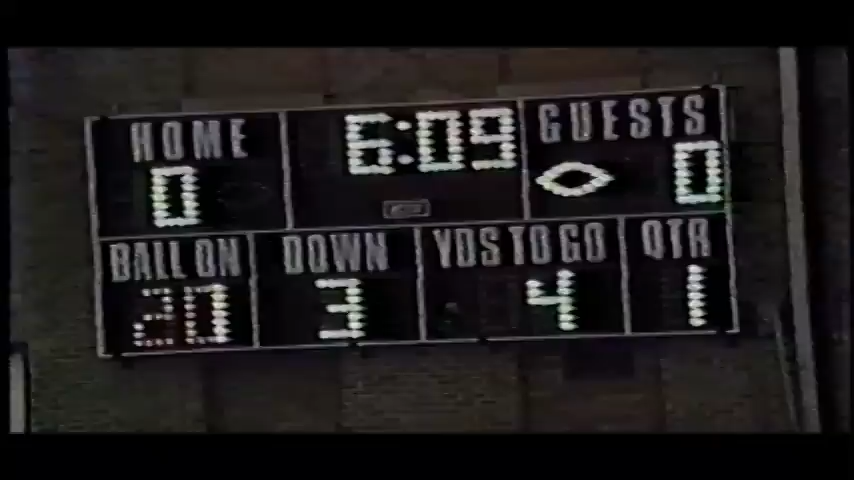 HOME 6:09 GUESTS
0 0
BALL ON DOWN YDS TO GO QTR
20 3 4 1